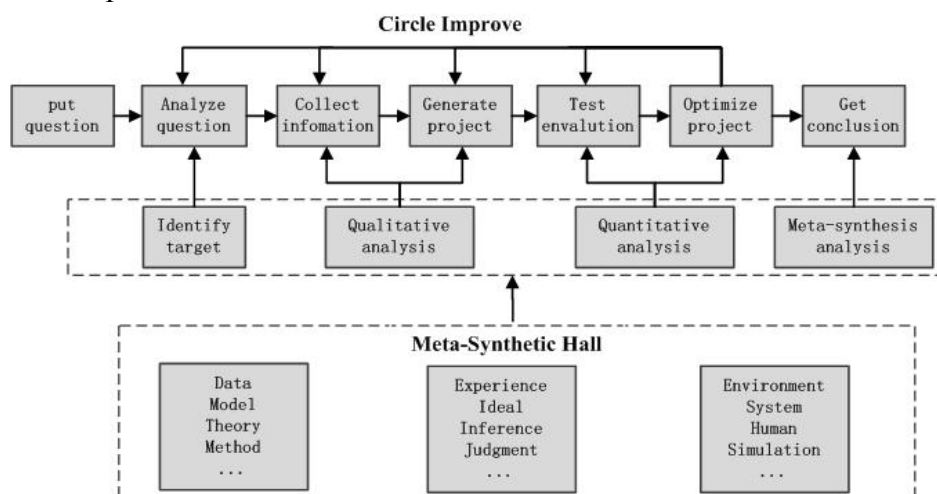 Circle Improve
put
question
Analyze
question
Collect
infomation
Generate
project
Test
envalution
Optimize
project
Get
conclusion
Identify
target
Qualitative
analysis
Quantitative
analysis
Meta-synthesis
analysis
Meta-Synthetic Hall
Data
Model
Theory
Method
...
Experience
Ideal
Inference
Judgment
...
Environment
System
Human
Simulation
...